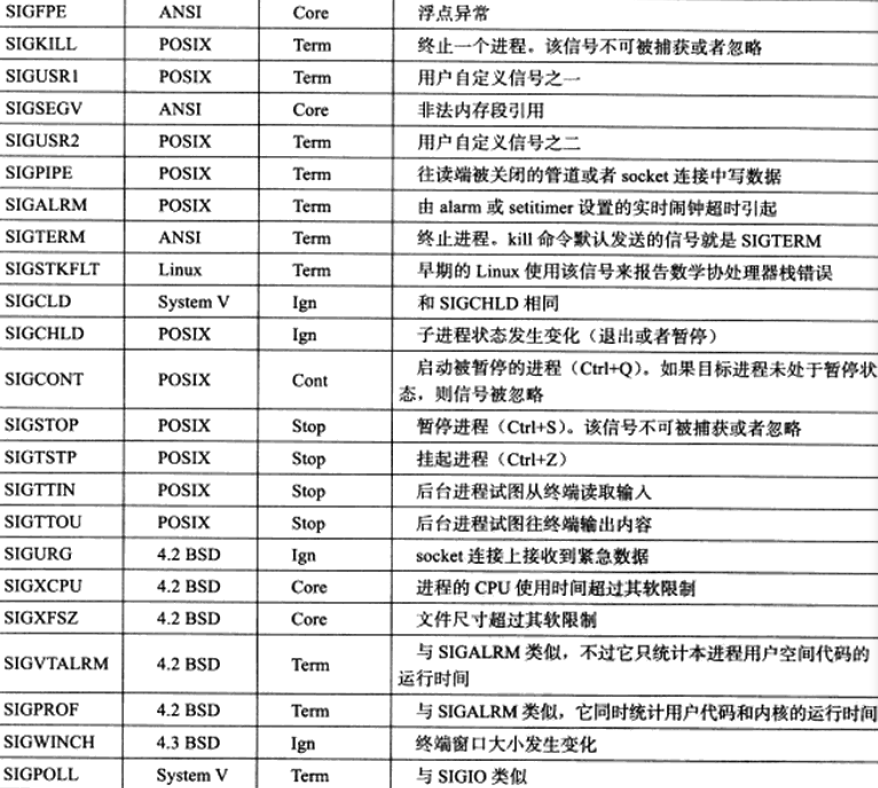 SIGFPE ANSI Core 浮点异常
SIGKILL POSIX Term 终止一个进程。该信号不可被捕获或者忽略
SIGUSR1 POSIX Term 用户自定义信号之一
SIGSEGV ANSI Core 非法内存段引用
SIGUSR2 POSIX Term 用户自定义信号之二
SIGPIPE POSIX Term 往读端被关闭的管道或者 socket 连接中写数据
SIGALRM POSIX Term 由 alarm 或 setitimer 设置的实时闹钟超时引起
SIGTERM ANSI Term 终止进程。kill 命令默认发送的信号就是 SIGTERM
SIGSTKFLT Linux Term 早期的 Linux 使用该信号来报告数学协处理器栈错误
SIGCLD System V Ign 和 SIGCHLD 相同
SIGCHLD POSIX Ign 子进程状态发生变化（退出或者暂停）
SIGCONT POSIX Cont 启动被暂停的进程（Ctrl+Q）。如果目标进程未处于暂停状
态，则信号被忽略
SIGSTOP POSIX Stop 暂停进程（Ctrl+S）。该信号不可被捕获或者忽略
SIGTSTP POSIX Stop 挂起进程（Ctrl+Z）
SIGTTIN POSIX Stop 后台进程试图从终端读取输入
SIGTTOU POSIX Stop 后台进程试图往终端输出内容
SIGURG 4.2 BSD Ign socket 连接上接收到紧急数据
SIGXCPU 4.2 BSD Core 进程的 CPU 使用时间超过其软限制
SIGXFSZ 4.2 BSD Core 文件尺寸超过其软限制
SIGVTALRM 4.2 BSD Term 与 SIGALRM 类似，不过它只统计本进程用户空间代码的
运行时间
SIGPROF 4.2 BSD Term 与 SIGALRM 类似，它同时统计用户代码和内核的运行时间
SIGWINCH 4.3 BSD Ign 终端窗口大小发生变化
SIGPOLL System V Term 与 SIGIO 类似